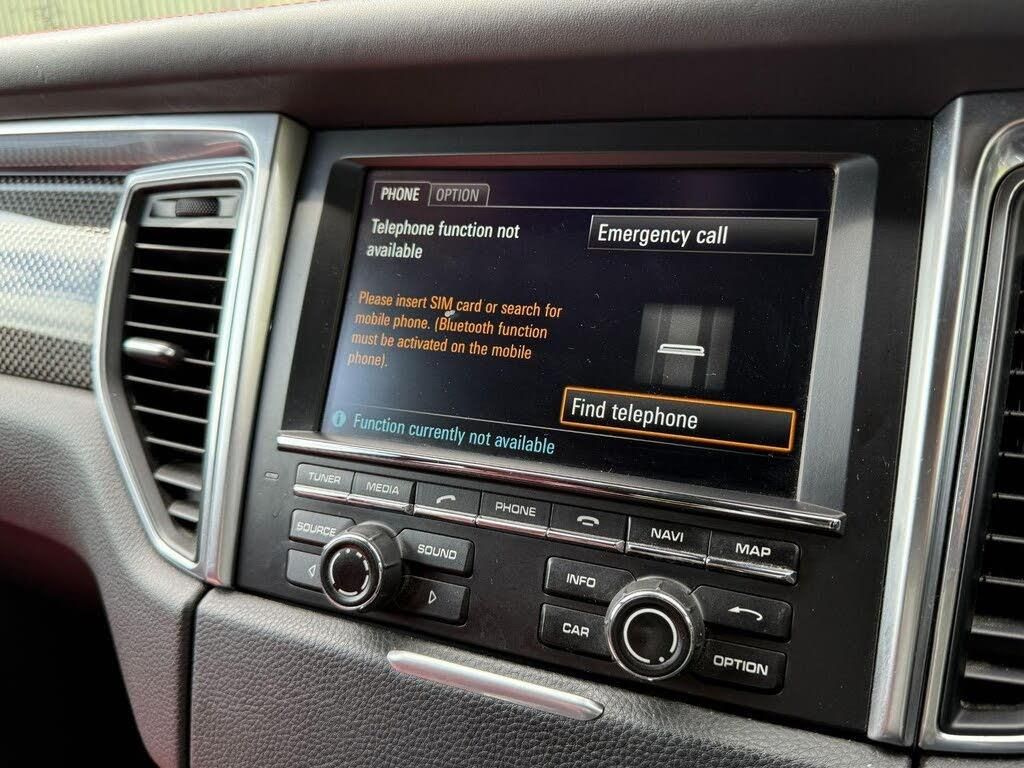 PHONE OPTION
Telephone function not
available
Emergency call
Please insert SIM card or search for
mobile phone. (Bluetooth function
must be activated on the mobile
phone).
Find telephone
Function currently not available
TUNER MEDIA PHONE NAVI MAP
SOURCE SOUND INFO
CAR OPTION